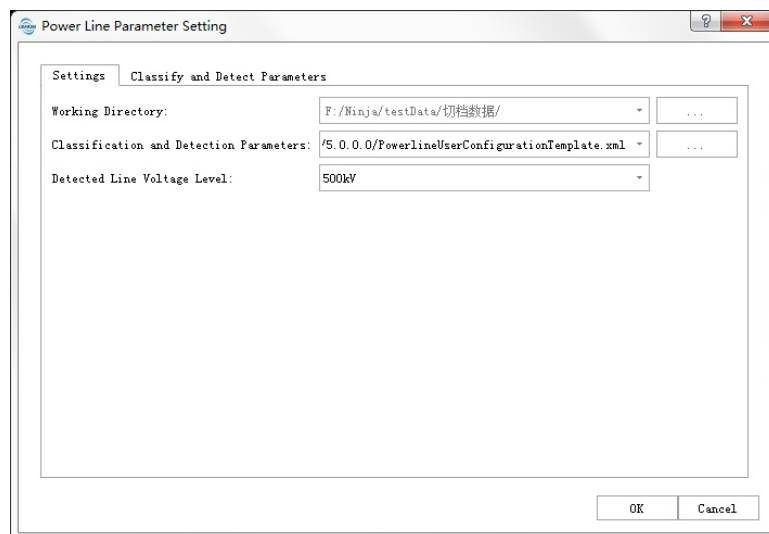 Power Line Parameter Setting
Settings
Classify and Detect Parameters
Working Directory:
F:/Ninja/testData/切档数据/
...
Classification and Detection Parameters:
/5.0.0.0/PowerlineUserConfigurationTemplate.xml
...
Detected Line Voltage Level:
500kV
OK
Cancel